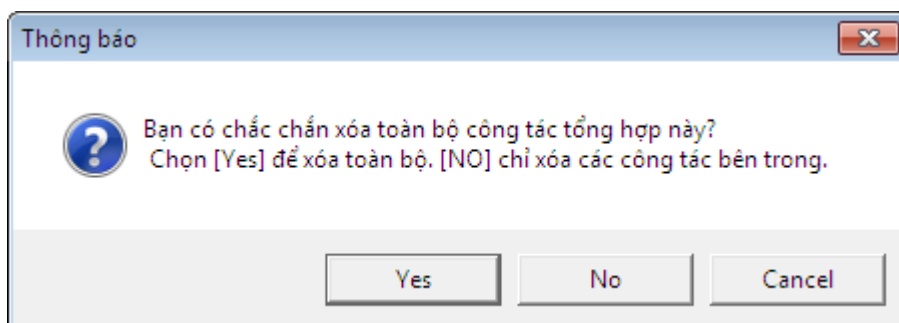 Thông báo
Bạn có chắc chắn xóa toàn bộ công tác tổng hợp này?
Chọn [Yes] để xóa toàn bộ. [NO] chỉ xóa các công tác bên trong.
Yes No Cancel